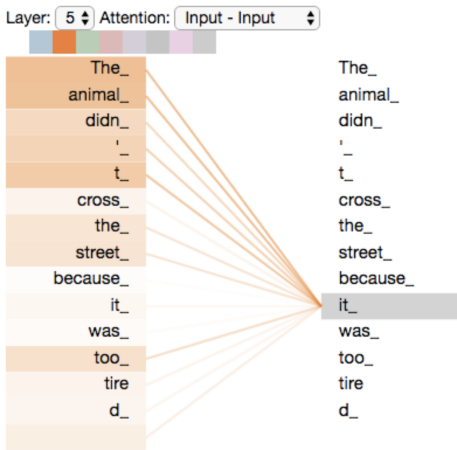 Layer: 5 Attention: Input - Input
The_ The_
animal_ animal_
didn_ didn_
'_ '_
t_ t_
cross_ cross_
the_ the_
street_ street_
because_ because_
it_ it_
was_ was_
too_ too_
tire tire
d_ d_